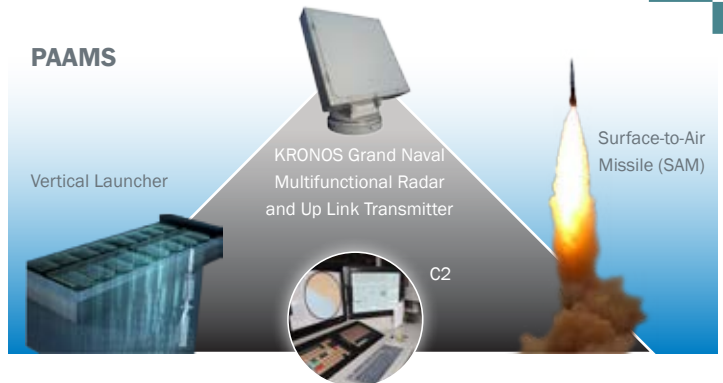 PAAMS
KRONOS Grand Naval
Multifunctional Radar
and Up Link Transmitter
Surface-to-Air
Missile (SAM)
Vertical Launcher
C2